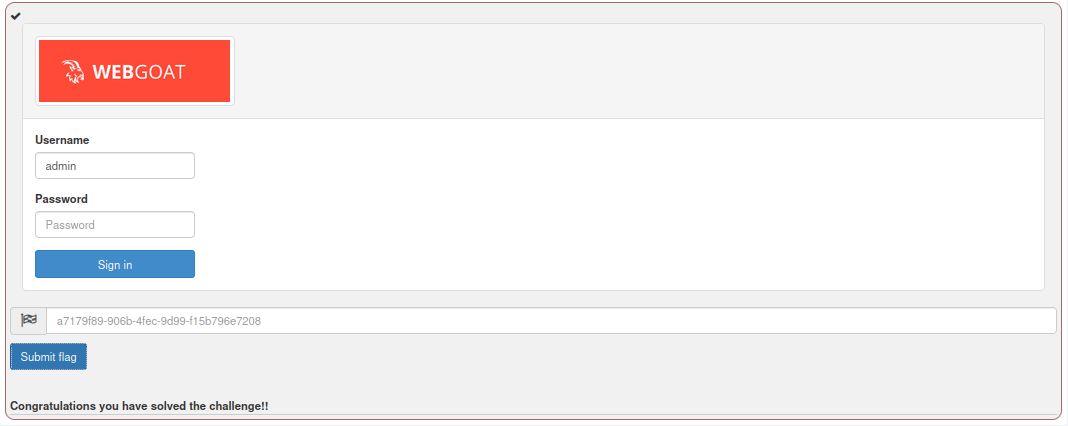 WEBGOAT
Username
admin
Password
Password
Sign in
a7179f89-906b-4fec-9d99-f15b796e7208
Submit flag
Congratulations you have solved the challenge!!